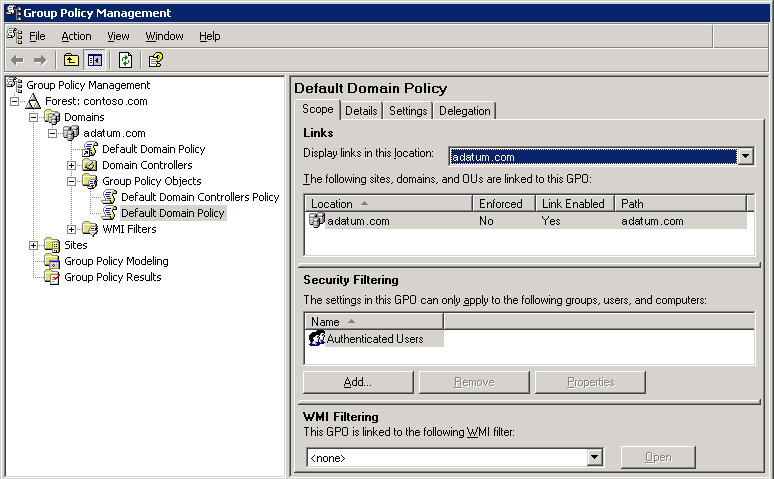 Group Policy Management
File Action View Window Help
Group Policy Management
Forest: contoso.com
Domains
adatum.com
Default Domain Policy
Domain Controllers
Group Policy Objects
Default Domain Controllers Policy
Default Domain Policy
WMI Filters
Sites
Group Policy Modeling
Group Policy Results
Default Domain Policy
Scope Details Settings Delegation
Links
Display links in this location: adatum.com
The following sites, domains, and OUs are linked to this GPO:
Location Enforced Link Enabled Path
adatum.com No Yes adatum.com
Security Filtering
The settings in this GPO can only apply to the following groups, users, and computers:
Name
Authenticated Users
Add... Remove Properties
WMI Filtering
This GPO is linked to the following WMI filter:
<none> Open